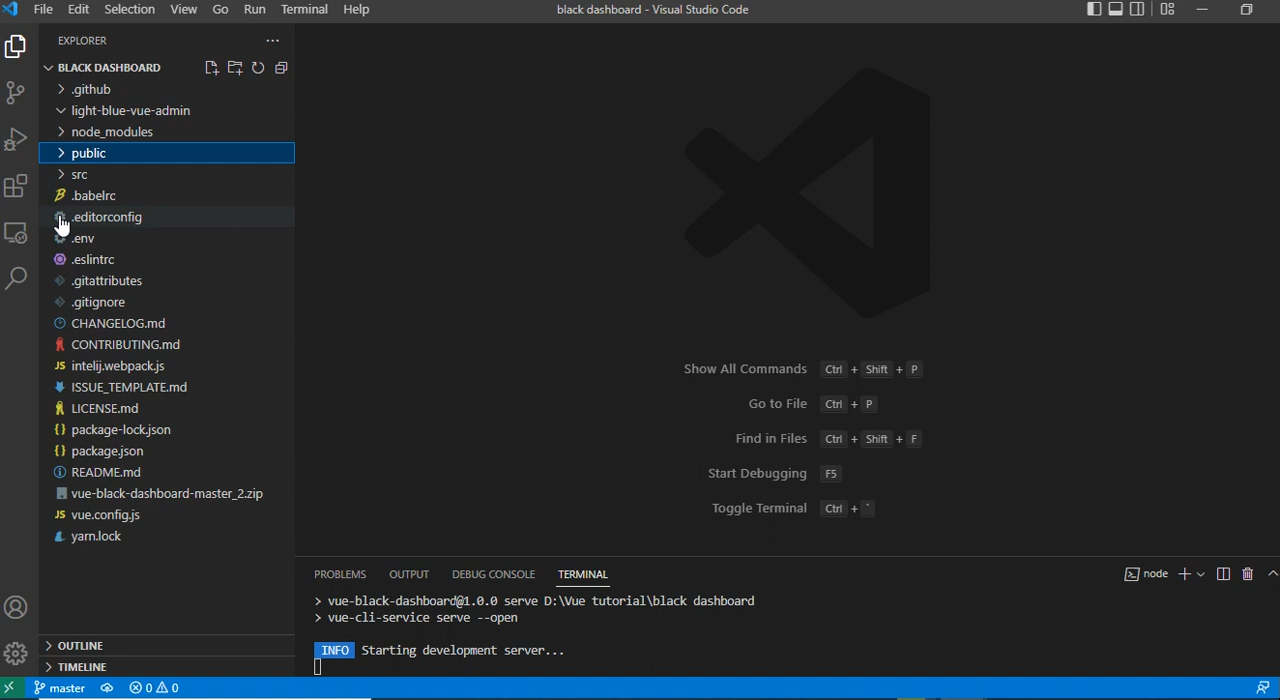 File Edit Selection View Go Run Terminal Help
black dashboard - Visual Studio Code
EXPLORER
BLACK DASHBOARD
.github
light-blue-vue-admin
node_modules
public
src
.babelrc
.editorconfig
.env
.eslintrc
.gitattributes
.gitignore
CHANGELOG.md
CONTRIBUTING.md
JS intelij.webpack.js
ISSUE_TEMPLATE.md
LICENSE.md
{} package-lock.json
{} package.json
README.md
vue-black-dashboard-master_2.zip
JS vue.config.js
yarn.lock
OUTLINE
TIMELINE
Show All Commands Ctrl + Shift + P
Go to File Ctrl + P
Find in Files Ctrl + Shift + F
Start Debugging F5
Toggle Terminal Ctrl + `
PROBLEMS OUTPUT DEBUG CONSOLE TERMINAL
node
> vue-black-dashboard@1.0.0 serve D:\Vue tutorial\black dashboard
> vue-cli-service serve --open
INFO Starting development server...
master 0 0